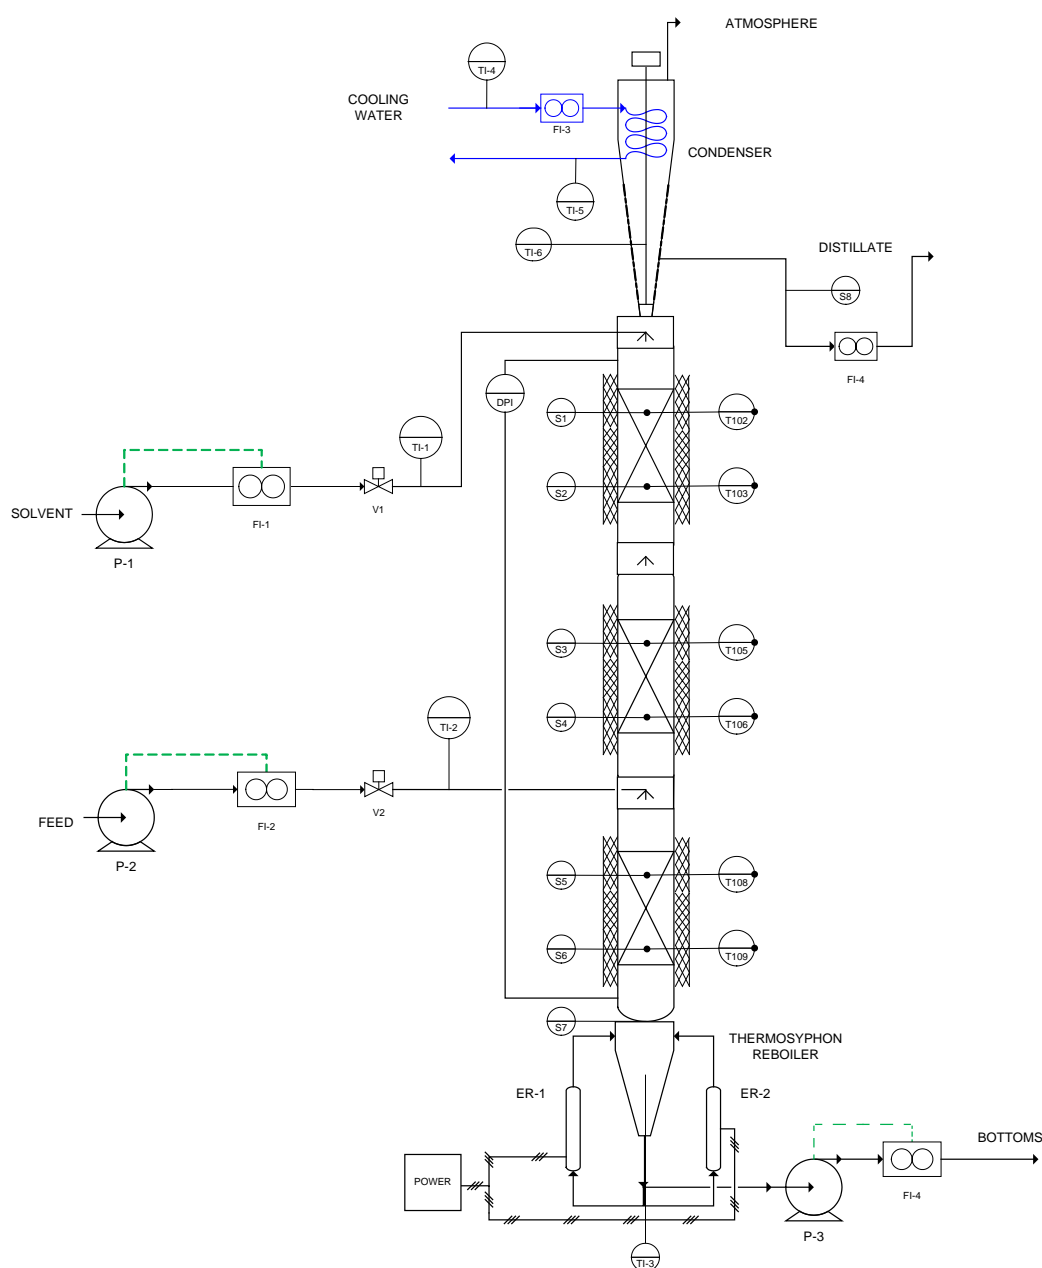 ATMOSPHERE
TI-4
COOLING
WATER
FI-3
CONDENSER
TI-5
TI-6
DISTILLATE
S8
FI-4
DPI
S1
T102
TI-1
S2
T103
SOLVENT
FI-1
V1
P-1
S3
T105
S4
T106
TI-2
FEED
FI-2
V2
P-2
S5
T108
S6
T109
S7
THERMOSYPHON
REBOILER
ER-1
ER-2
BOTTOMS
POWER
FI-4
P-3
TI-3